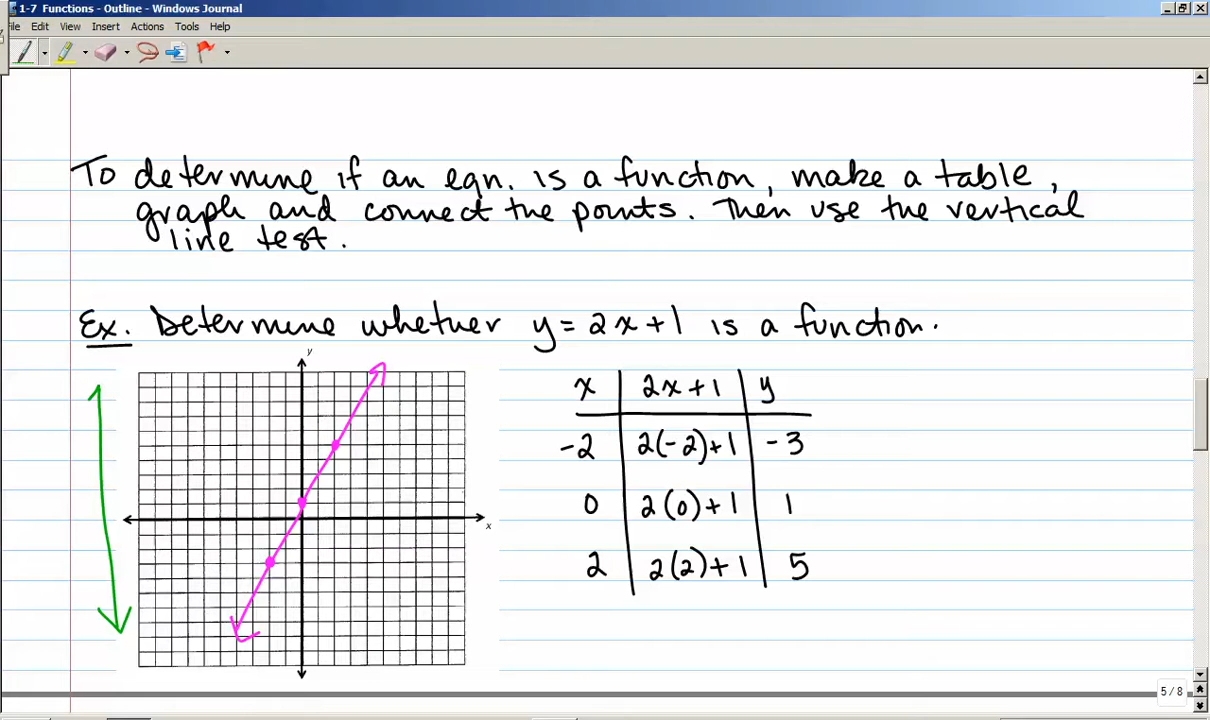 1-7 Functions - Outline - Windows Journal
File Edit View Insert Actions Tools Help
To determine if an eqn. is a function, make a table,
graph and connect the points. Then use the vertical
line test.
Ex. Determine whether y=2x+1 is a function.
y
x
x 2x+1 y
-2 2(-2)+1 -3
0 2(0)+1 1
2 2(2)+1 5
5 / 8